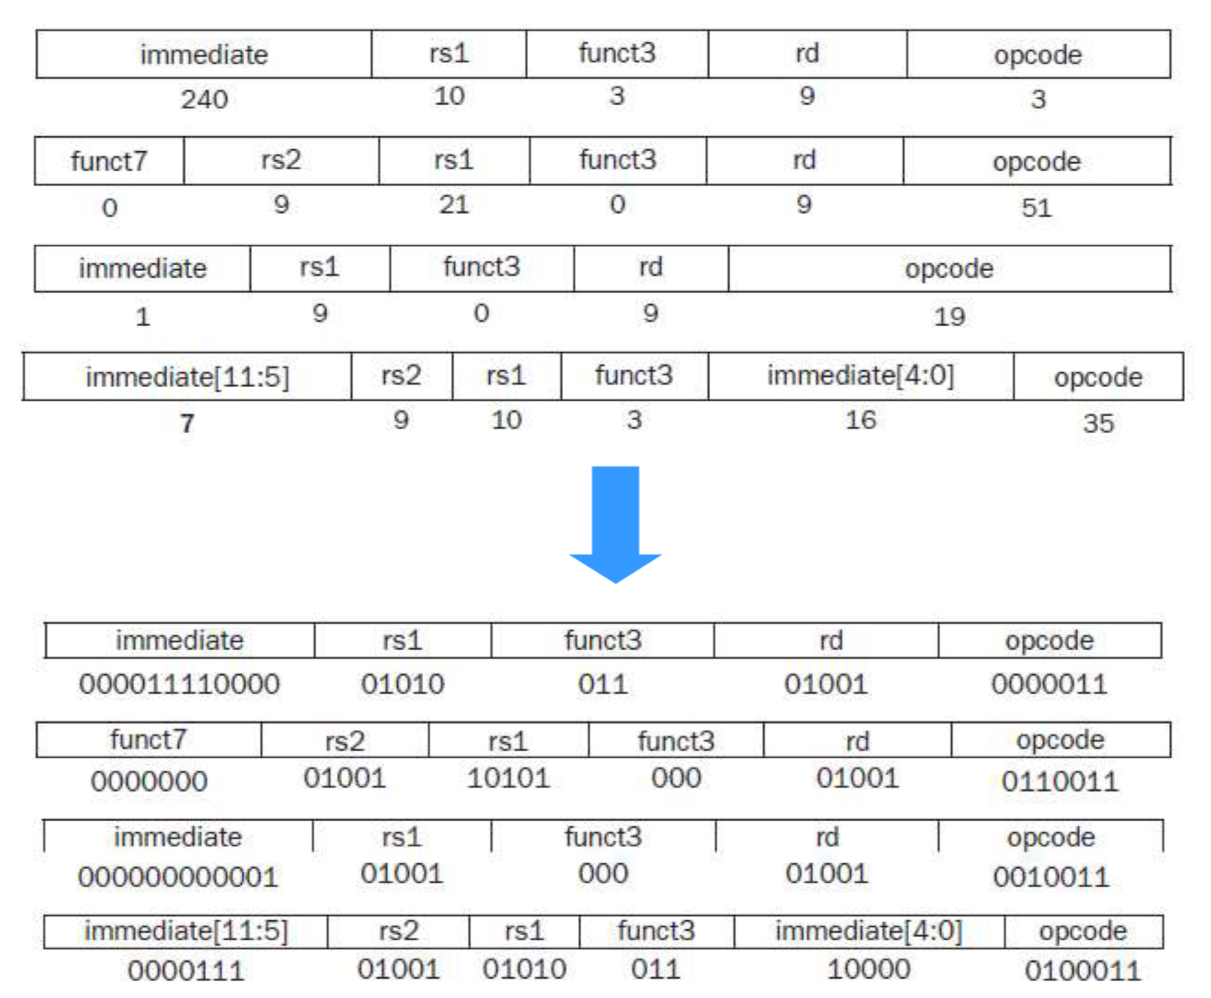 immediate rs1 funct3 rd opcode
240 10 3 9 3
funct7 rs2 rs1 funct3 rd opcode
0 9 21 0 9 51
immediate rs1 funct3 rd opcode
1 9 0 9 19
immediate[11:5] rs2 rs1 funct3 immediate[4:0] opcode
7 9 10 3 16 35
immediate rs1 funct3 rd opcode
000011110000 01010 011 01001 0000011
funct7 rs2 rs1 funct3 rd opcode
0000000 01001 10101 000 01001 0110011
immediate rs1 funct3 rd opcode
000000000001 01001 000 01001 0010011
immediate[11:5] rs2 rs1 funct3 immediate[4:0] opcode
0000111 01001 01010 011 10000 0100011